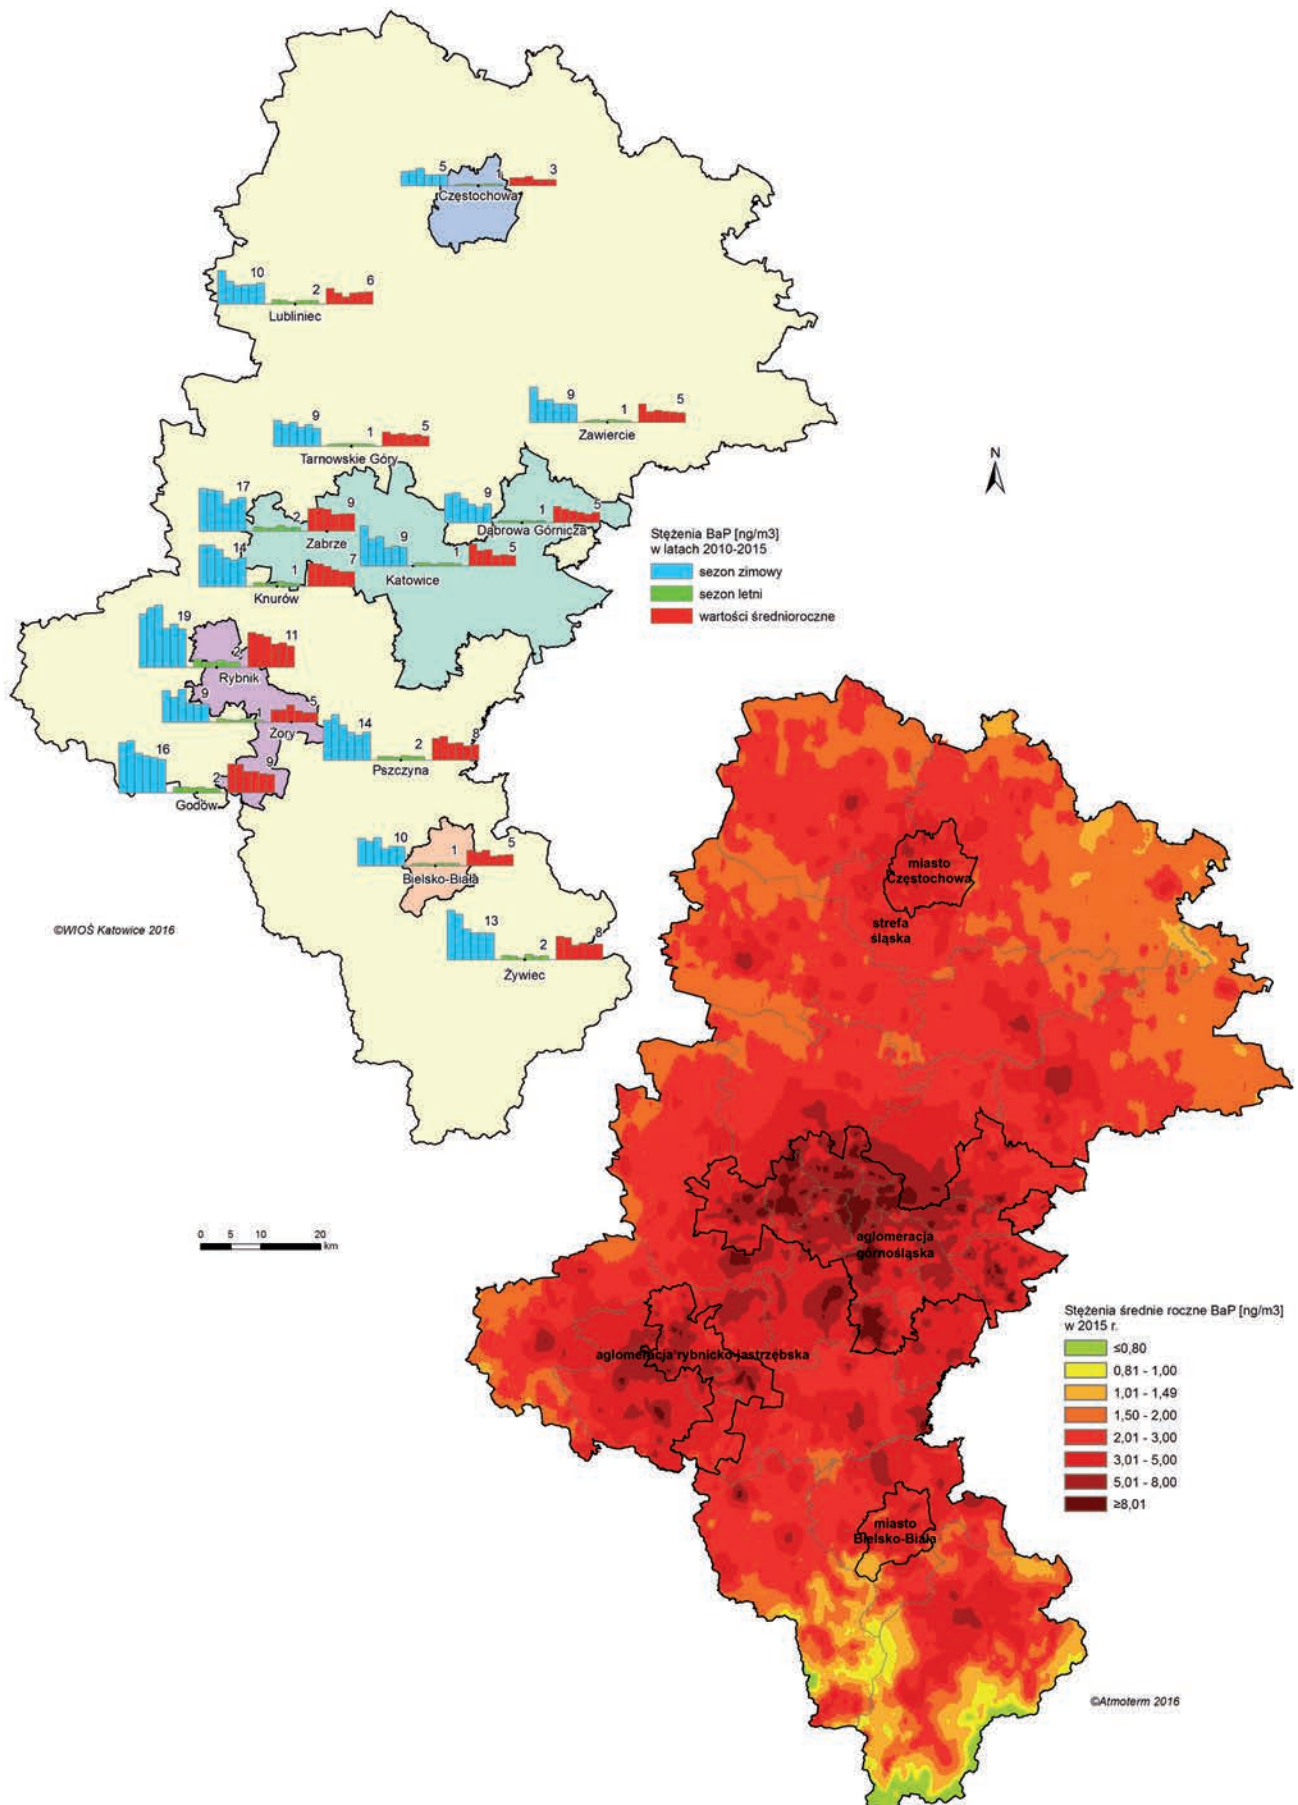 5
1
3
Częstochowa
10
2
6
Lubliniec
9
1
5
Zawiercie
9
1
5
Tarnowskie Góry
N
17
2
9
Zabrze
9
1
5
Dąbrowa Górnicza
9
1
5
Katowice
14
1
7
Knurów
Stężenia BaP [ng/m3]
w latach 2010-2015
sezon zimowy
sezon letni
wartości średnioroczne
19
2
11
Rybnik
9
1
5
Żory
14
2
8
Pszczyna
16
2
9
Godów
10
1
5
Bielsko-Biała
13
2
8
Żywiec
©WIOŚ Katowice 2016
miasto
Częstochowa
strefa
śląska
0 5 10 20
km
aglomeracja
górnośląska
aglomeracja rybnicko-jastrzębska
miasto
Bielsko-Biała
Stężenia średnie roczne BaP [ng/m3]
w 2015 r.
≤0,80
0,81 - 1,00
1,01 - 1,49
1,50 - 2,00
2,01 - 3,00
3,01 - 5,00
5,01 - 8,00
≥8,01
©Atmoterm 2016